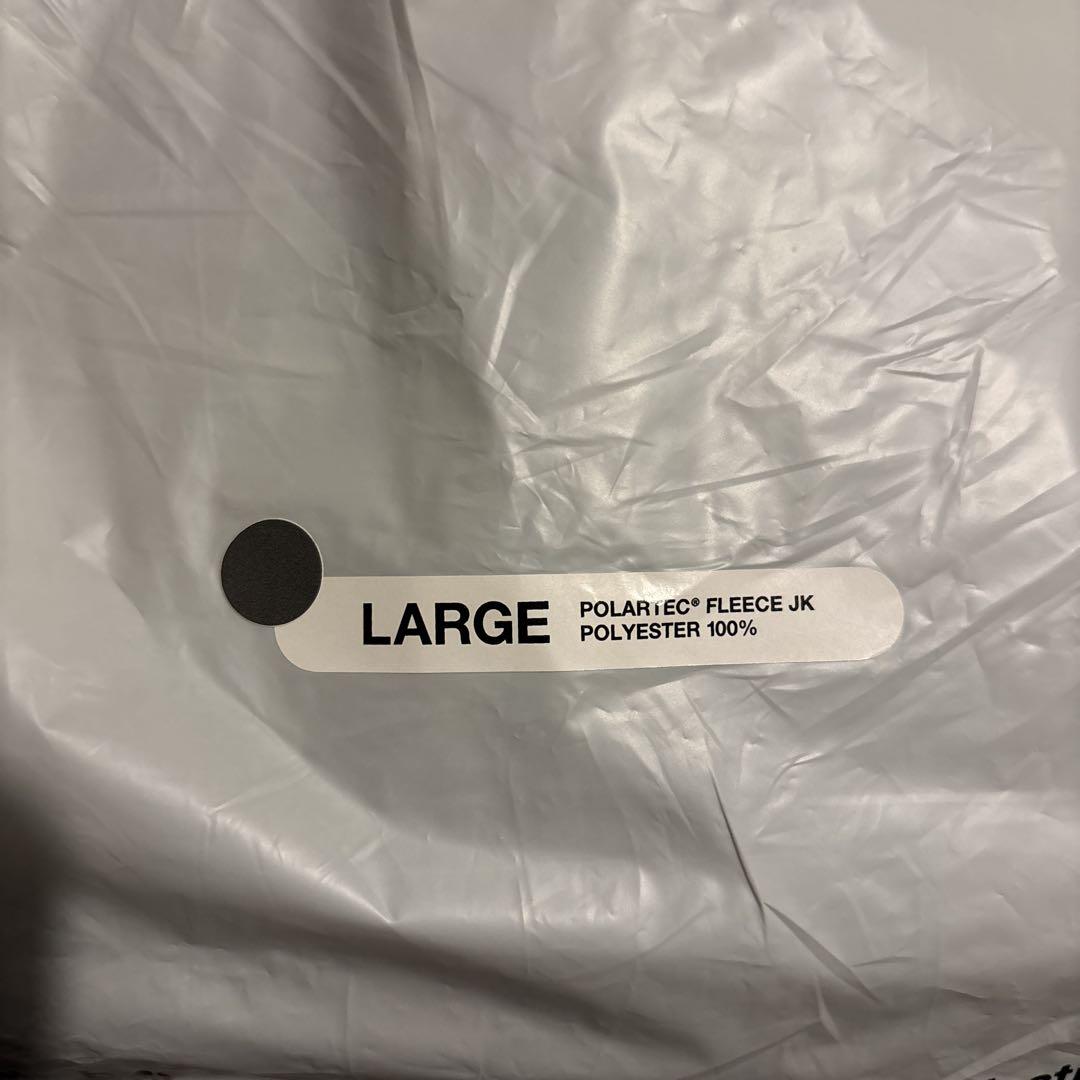 LARGE
POLARTEC® FLEECE JK
POLYESTER 100%